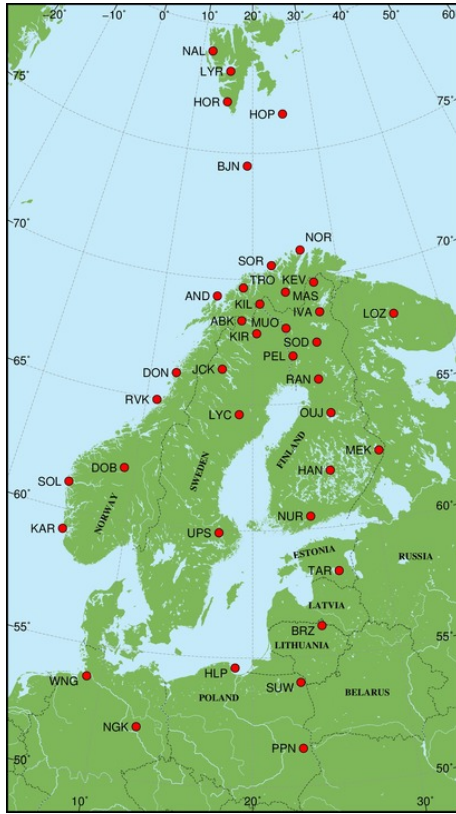 −20° −10° 0° 10° 20° 30° 40° 50° 60°
NAL
LYR
75° 75°
HOR
HOP
BJN
70° 70°
NOR
SOR
TRO KEV
AND MAS
KIL IVA LOZ
ABK MUO
KIR SOD
65° JCK PEL 65°
DON RAN
RVK
LYC OUJ
MEK
DOB HAN
SOL
FINLAND
SWEDEN
NORWAY
60° 60°
KAR UPS NUR
ESTONIA RUSSIA
TAR
LATVIA
55° BRZ 55°
LITHUANIA
HLP
WNG SUW
POLAND BELARUS
NGK
PPN
50° 50°
10° 20° 30°